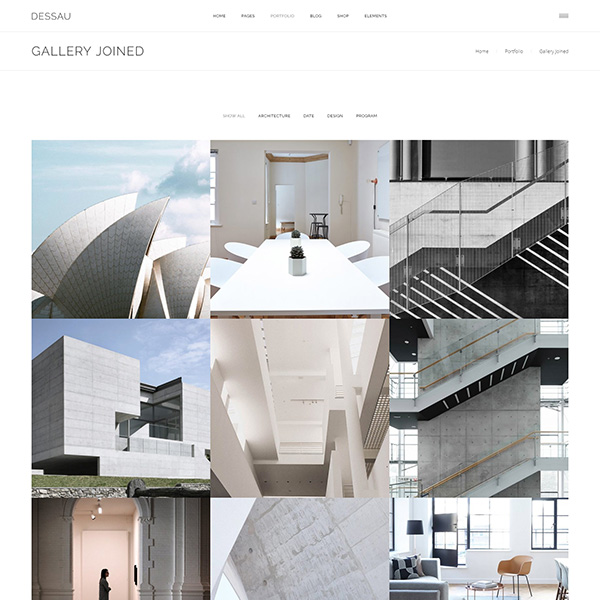 DESSAU
HOME PAGES PORTFOLIO BLOG SHOP ELEMENTS
GALLERY JOINED
Home Portfolio Gallery Joined
SHOW ALL ARCHITECTURE DATE DESIGN PROGRAM